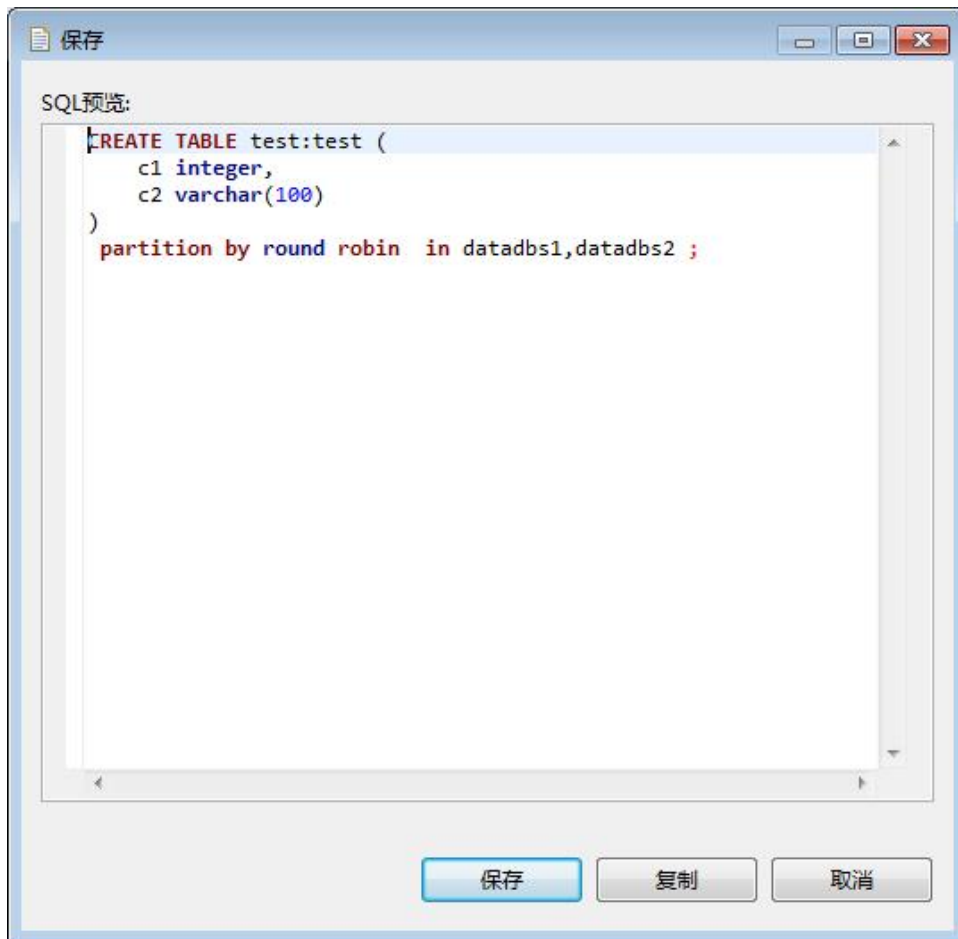 保存
SQL预览:
CREATE TABLE test:test (
    c1 integer,
    c2 varchar(100)
)
 partition by round robin  in datadbs1,datadbs2 ;
保存
复制
取消